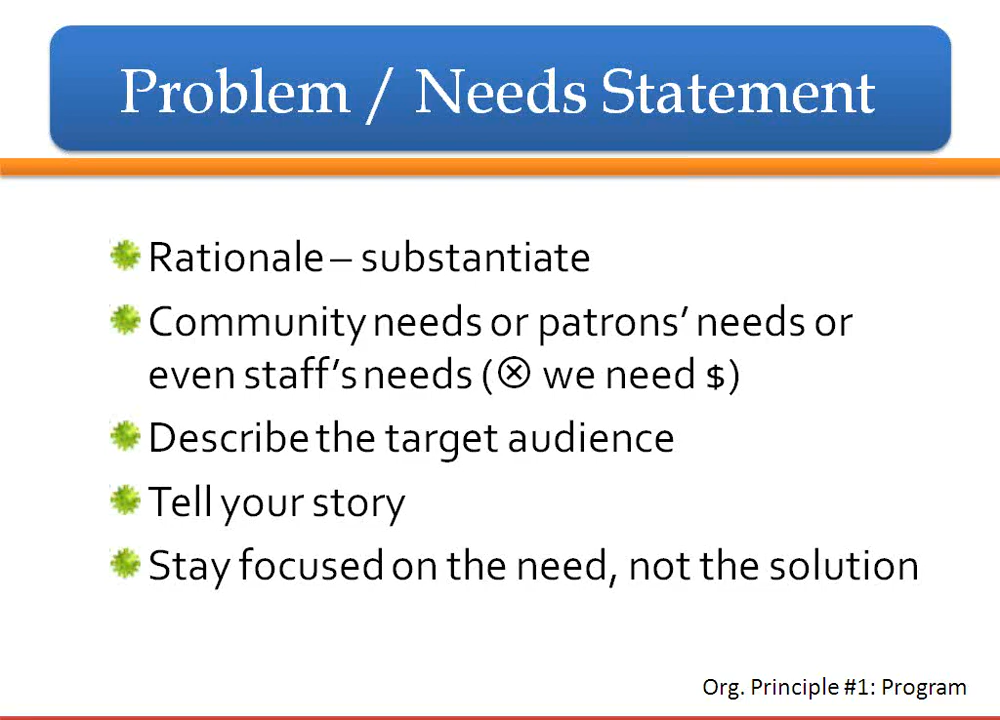 Problem / Needs Statement
Rationale – substantiate
Community needs or patrons’ needs or
even staff’s needs (⊗ we need $)
Describe the target audience
Tell your story
Stay focused on the need, not the solution
Org. Principle #1: Program